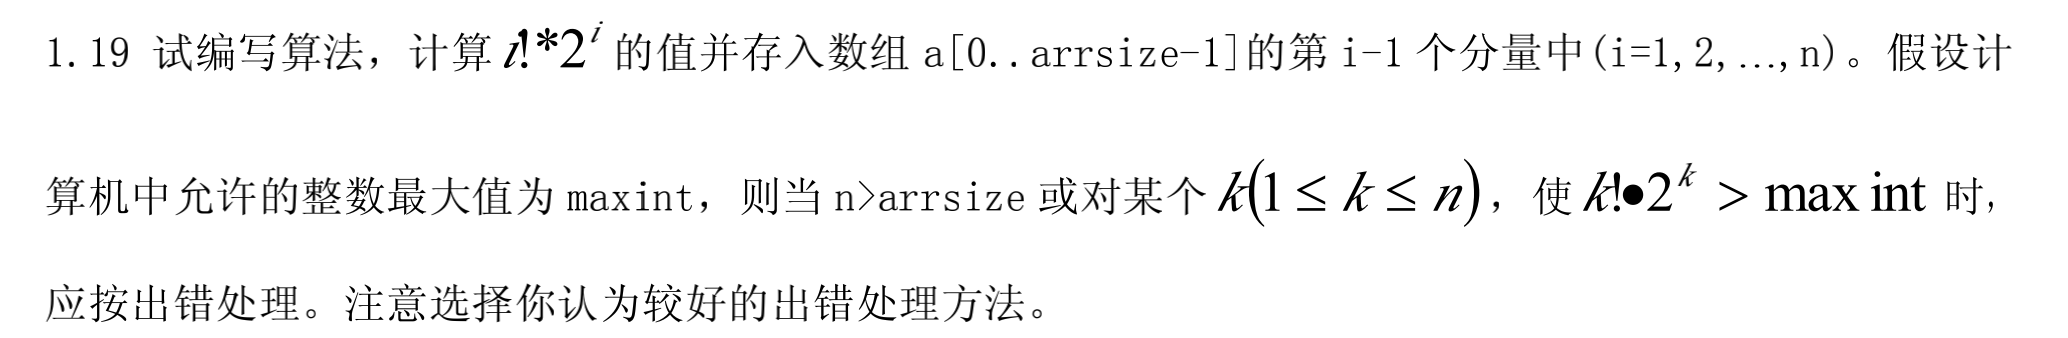 1.19 试编写算法，计算 i!*2^i 的值并存入数组 a[0..arrsize-1]的第 i-1 个分量中(i=1,2,…,n)。假设计
算机中允许的整数最大值为 maxint，则当 n>arrsize 或对某个 k(1≤k≤n)，使 k!●2^k > max int 时，
应按出错处理。注意选择你认为较好的出错处理方法。